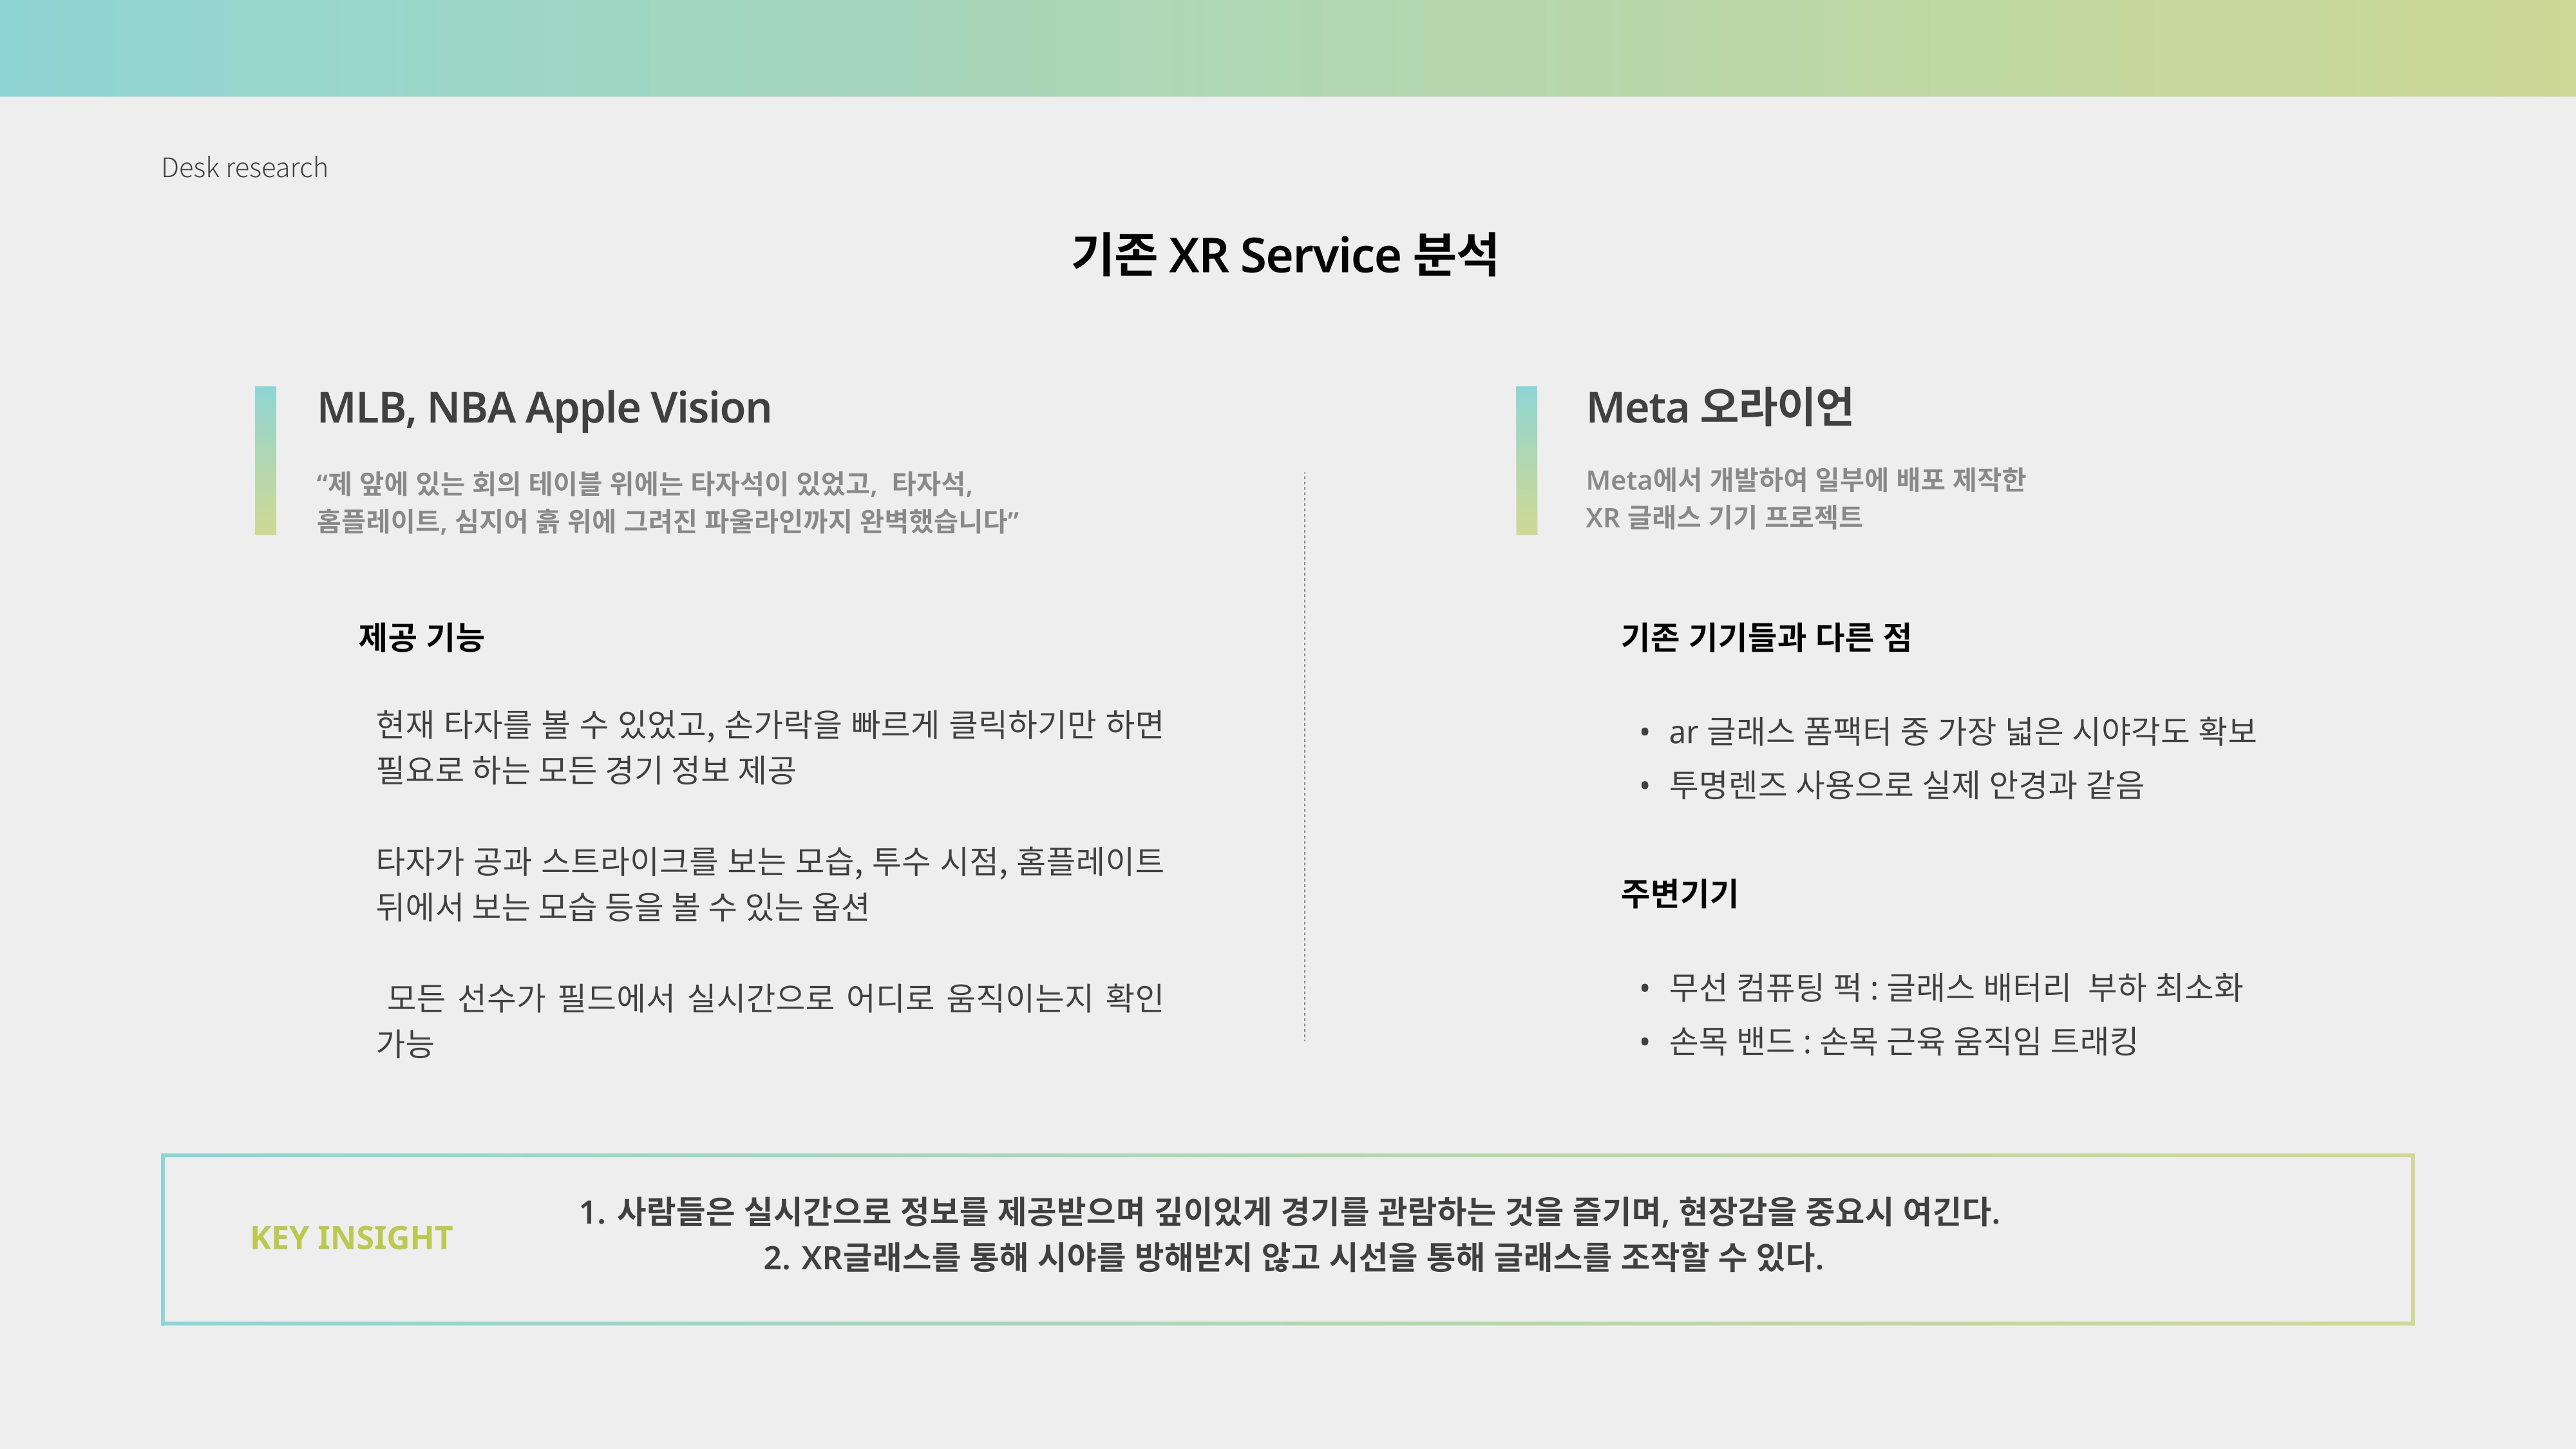 Desk research
기존 XR Service 분석
MLB, NBA Apple Vision
“제 앞에 있는 회의 테이블 위에는 타자석이 있었고,  타자석,
홈플레이트, 심지어 흙 위에 그려진 파울라인까지 완벽했습니다”
제공 기능
현재 타자를 볼 수 있었고, 손가락을 빠르게 클릭하기만 하면
필요로 하는 모든 경기 정보 제공
타자가 공과 스트라이크를 보는 모습, 투수 시점, 홈플레이트
뒤에서 보는 모습 등을 볼 수 있는 옵션
모든 선수가 필드에서 실시간으로 어디로 움직이는지 확인
가능
Meta 오라이언
Meta에서 개발하여 일부에 배포 제작한
XR 글래스 기기 프로젝트
기존 기기들과 다른 점
• ar 글래스 폼팩터 중 가장 넓은 시야각도 확보
• 투명렌즈 사용으로 실제 안경과 같음
주변기기
• 무선 컴퓨팅 퍽 : 글래스 배터리  부하 최소화
• 손목 밴드 : 손목 근육 움직임 트래킹
KEY INSIGHT
1. 사람들은 실시간으로 정보를 제공받으며 깊이있게 경기를 관람하는 것을 즐기며, 현장감을 중요시 여긴다.
2. XR글래스를 통해 시야를 방해받지 않고 시선을 통해 글래스를 조작할 수 있다.